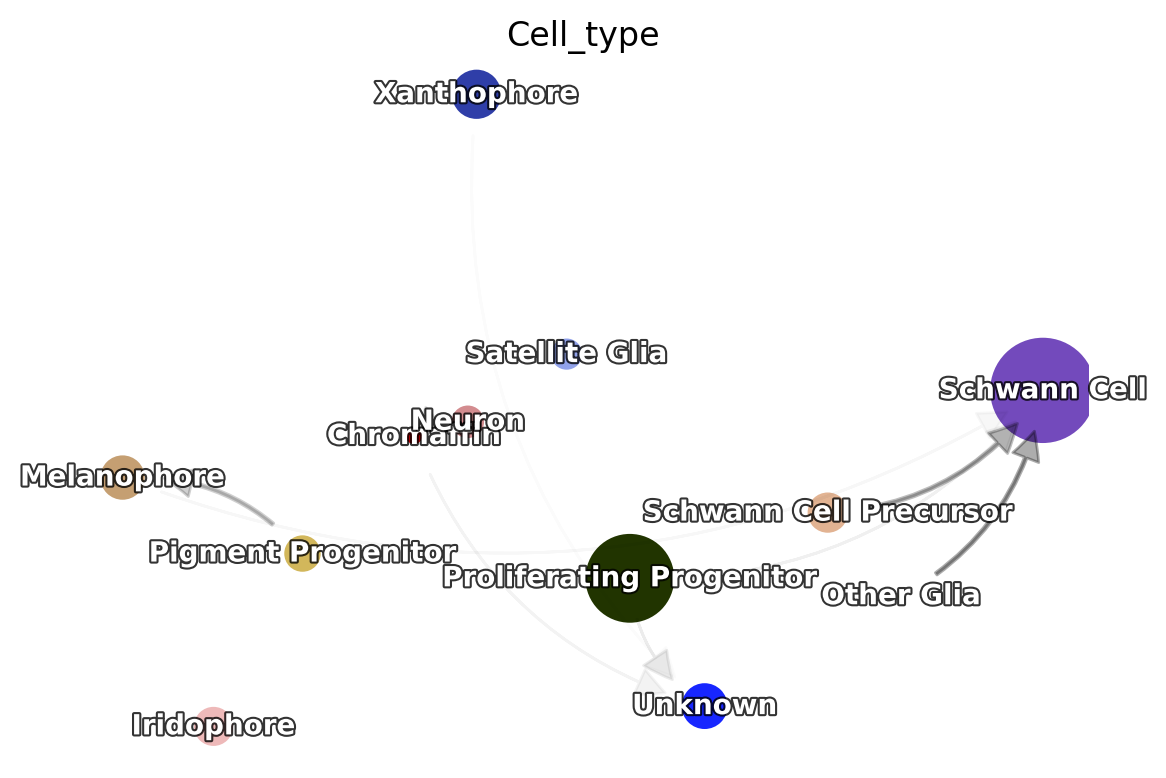 Cell_type
Xanthophore
Satellite Glia
Schwann Cell
Neuron
Chromaffin
Melanophore
Schwann Cell Precursor
Pigment Progenitor
Proliferating Progenitor
Other Glia
Unknown
Iridophore